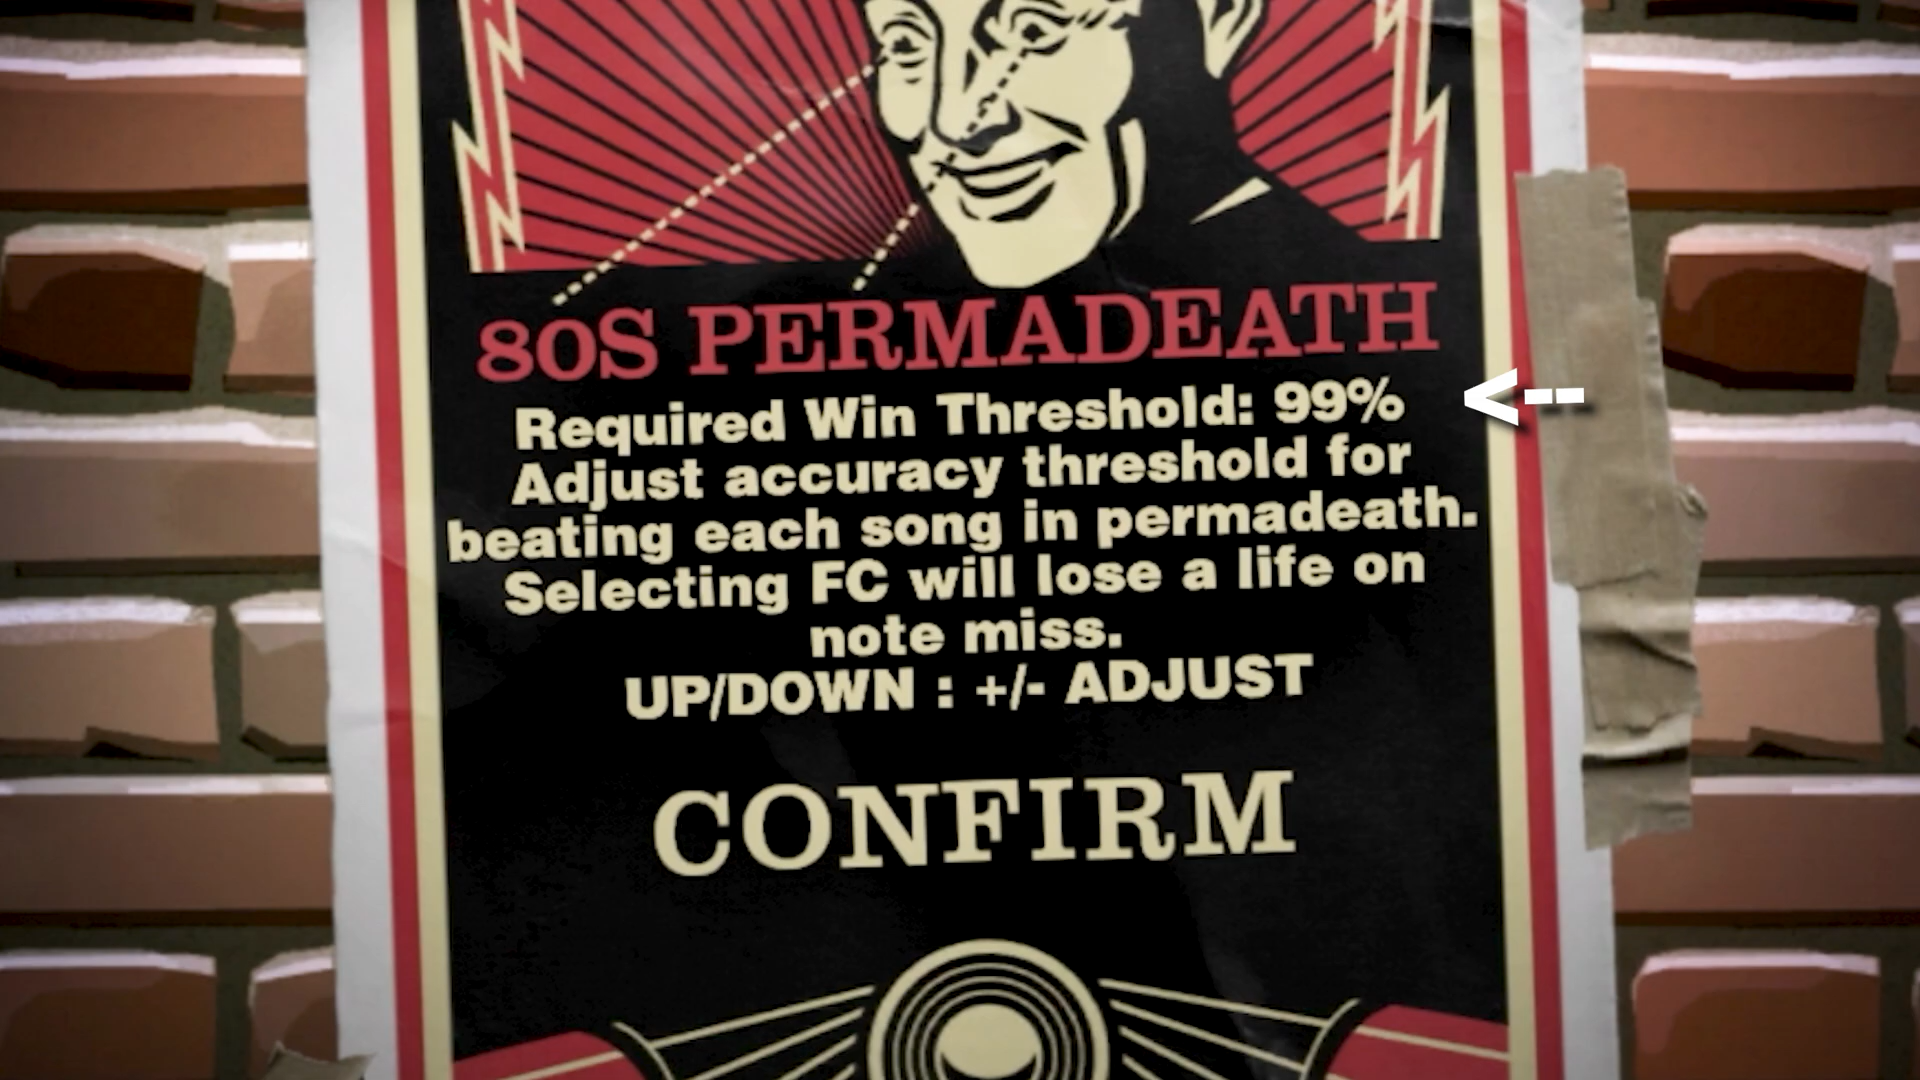 80S PERMADEATH
Required Win Threshold: 99%
<--
Adjust accuracy threshold for
beating each song in permadeath.
Selecting FC will lose a life on
note miss.
UP/DOWN : +/- ADJUST
CONFIRM